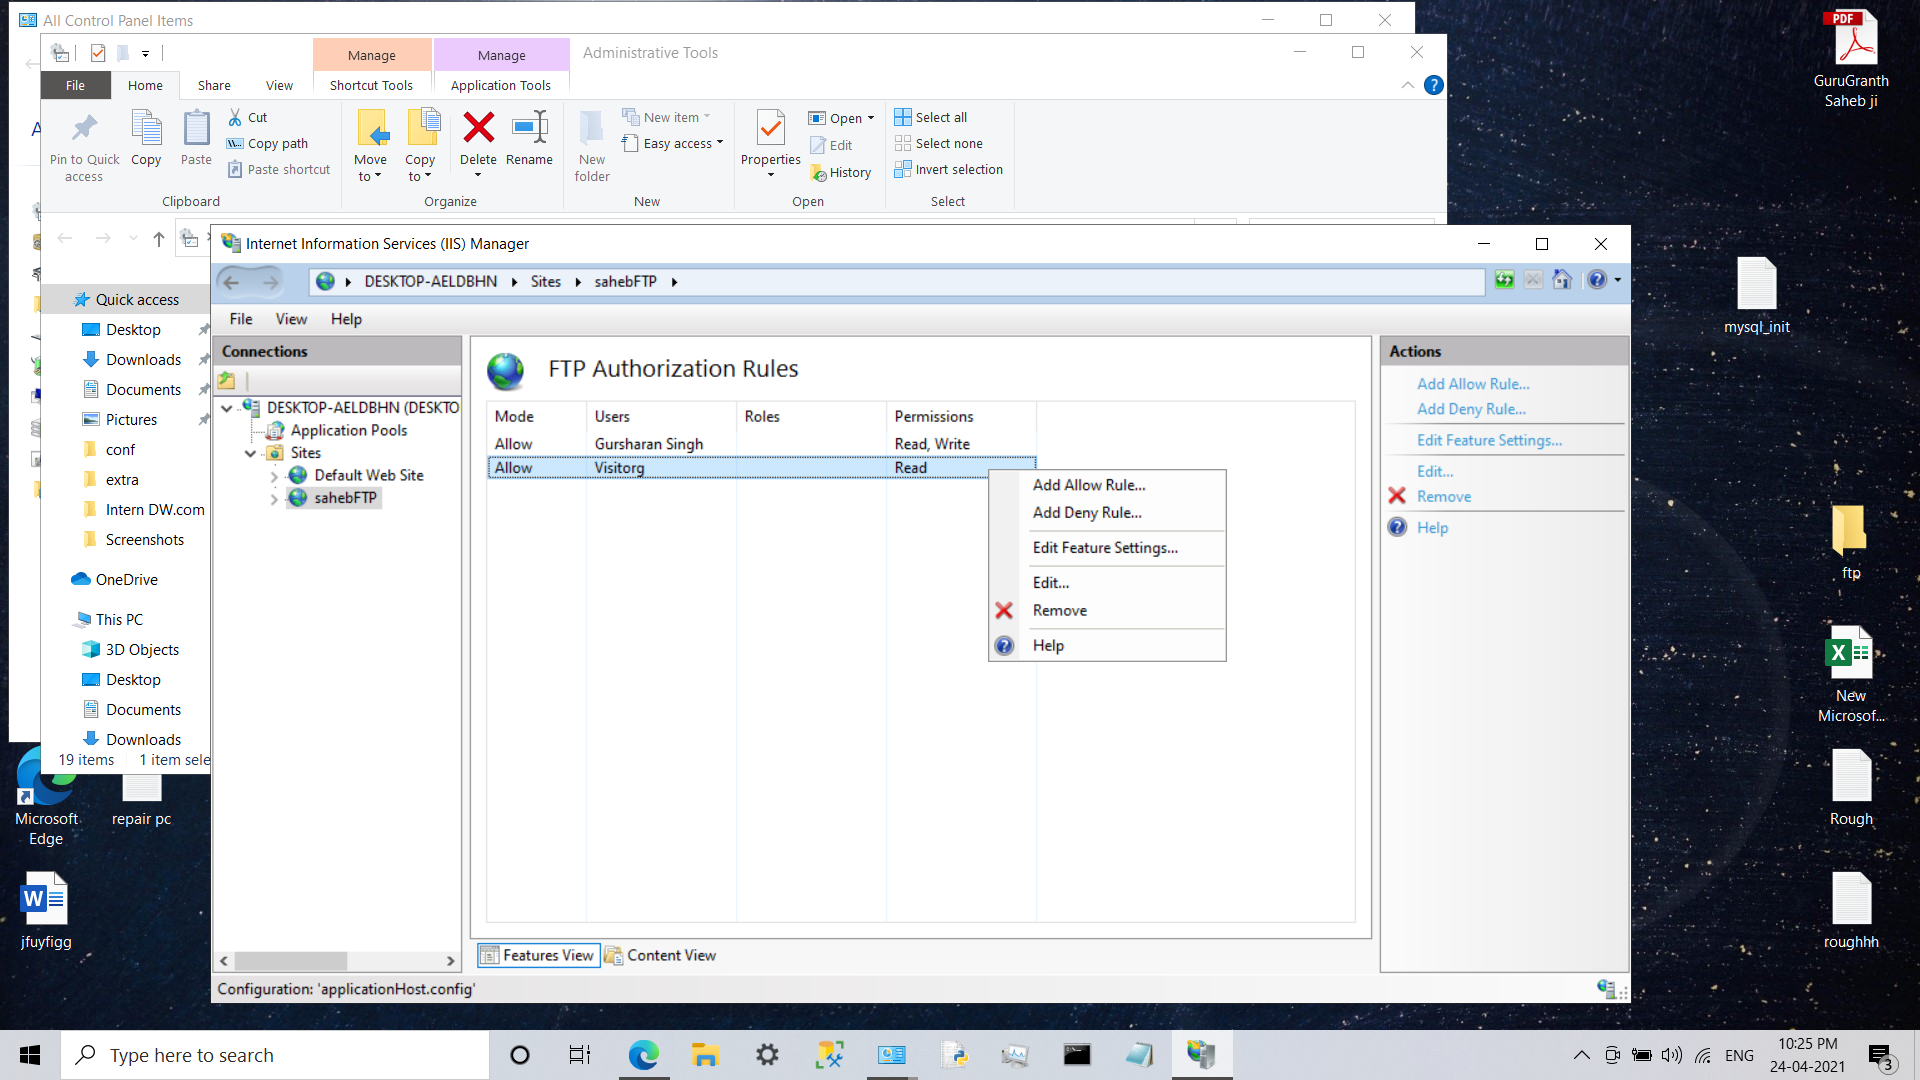 All Control Panel Items
Manage
Manage
Administrative Tools
File
Home
Share
View
Shortcut Tools
Application Tools
Pin to Quick access
Copy
Paste
Cut
Copy path
Paste shortcut
Clipboard
Move to
Copy to
Delete
Rename
Organize
New folder
New item
Easy access
New
Properties
Open
Edit
History
Open
Select all
Select none
Invert selection
Select
Quick access
Desktop
Downloads
Documents
Pictures
conf
extra
Intern DW.com
Screenshots
OneDrive
This PC
3D Objects
Desktop
Documents
Downloads
19 items
1 item sele
Internet Information Services (IIS) Manager
DESKTOP-AELDBHN
Sites
sahebFTP
File
View
Help
Connections
DESKTOP-AELDBHN (DESKTO
Application Pools
Sites
Default Web Site
sahebFTP
FTP Authorization Rules
Mode Users Roles Permissions
Allow Gursharan Singh Read, Write
Allow Visitorg Read
Add Allow Rule...
Add Deny Rule...
Edit Feature Settings...
Edit...
Remove
Help
Actions
Add Allow Rule...
Add Deny Rule...
Edit Feature Settings...
Edit...
Remove
Help
Features View
Content View
Configuration: 'applicationHost.config'
PDF
GuruGranth
Saheb ji
mysql_init
ftp
New
Microsof...
Rough
roughhh
Microsoft
Edge
repair pc
jfuyfigg
Type here to search
ENG
10:25 PM
24-04-2021
3